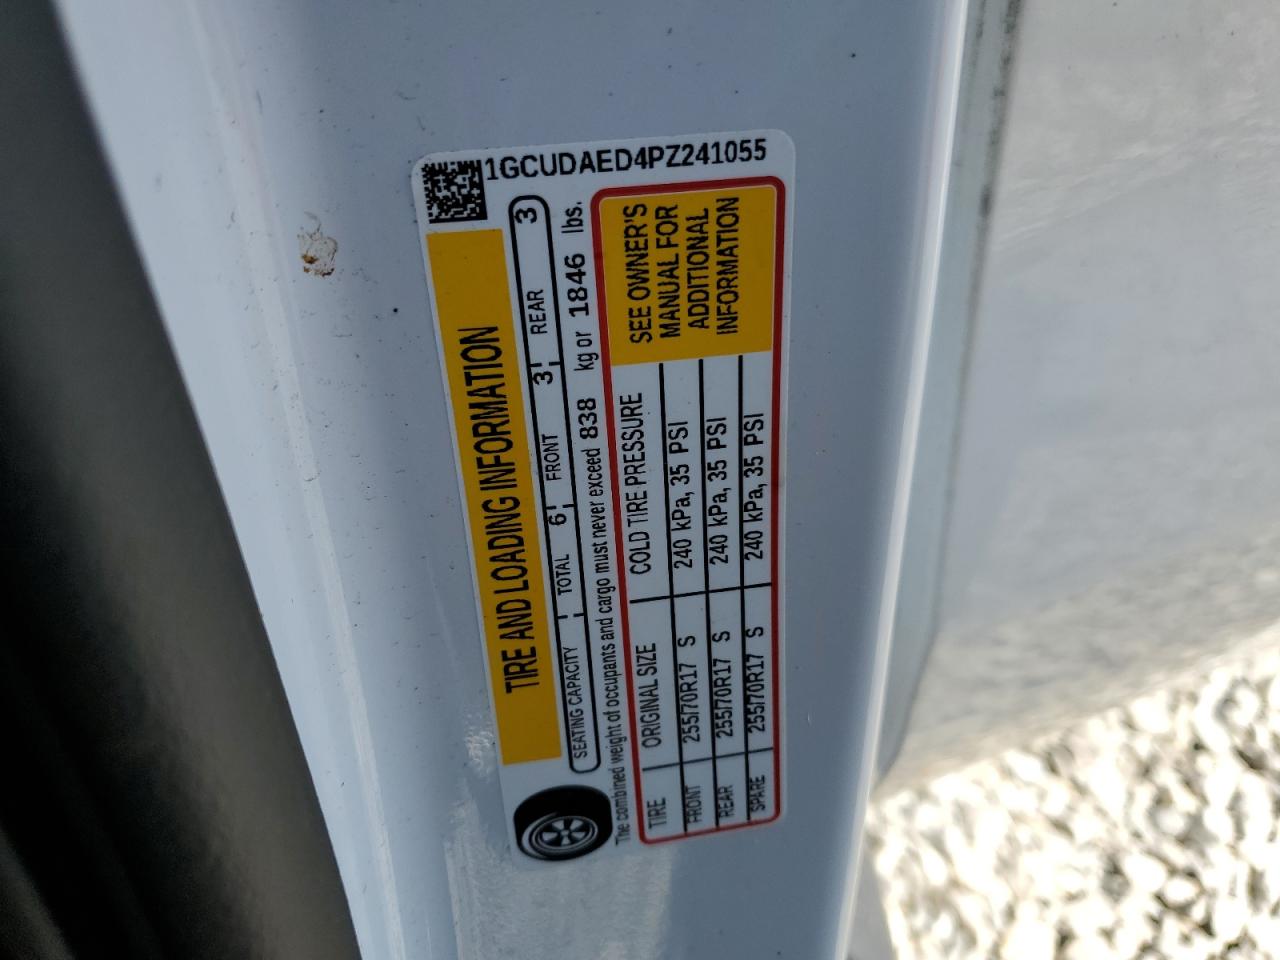 1GCUDAED4PZ241055
TIRE AND LOADING INFORMATION
SEATING CAPACITY TOTAL 6 FRONT 3 REAR 3
The combined weight of occupants and cargo must never exceed 838 kg or 1846 lbs.
TIRE ORIGINAL SIZE COLD TIRE PRESSURE
FRONT 255/70R17 S 240 kPa, 35 PSI
REAR 255/70R17 S 240 kPa, 35 PSI
SPARE 255/70R17 S 240 kPa, 35 PSI
SEE OWNER'S
MANUAL FOR
ADDITIONAL
INFORMATION